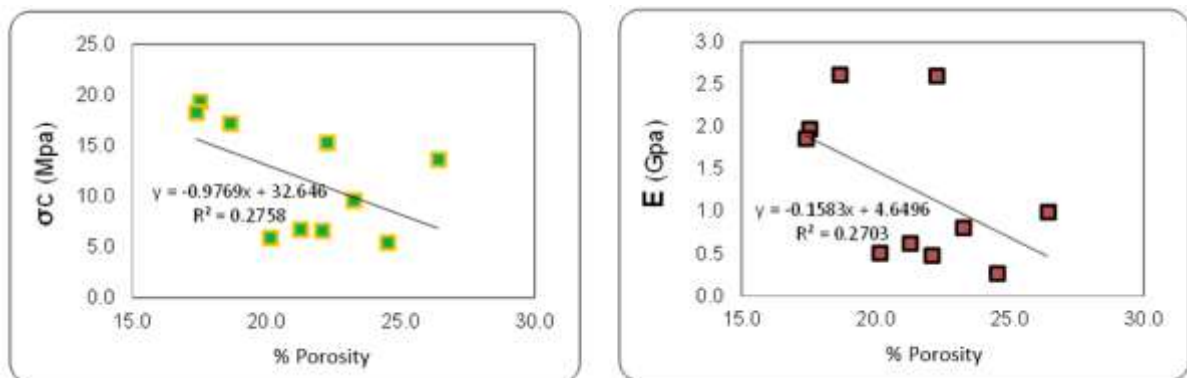 25.0
20.0
15.0
10.0
5.0
0.0
σc (Mpa)
y = -0.9769x + 32.646
R² = 0.2758
15.0 20.0 25.0 30.0
% Porosity
3.0
2.5
2.0
1.5
1.0
0.5
0.0
E (Gpa)
y = -0.1583x + 4.6496
R² = 0.2703
15.0 20.0 25.0 30.0
% Porosity